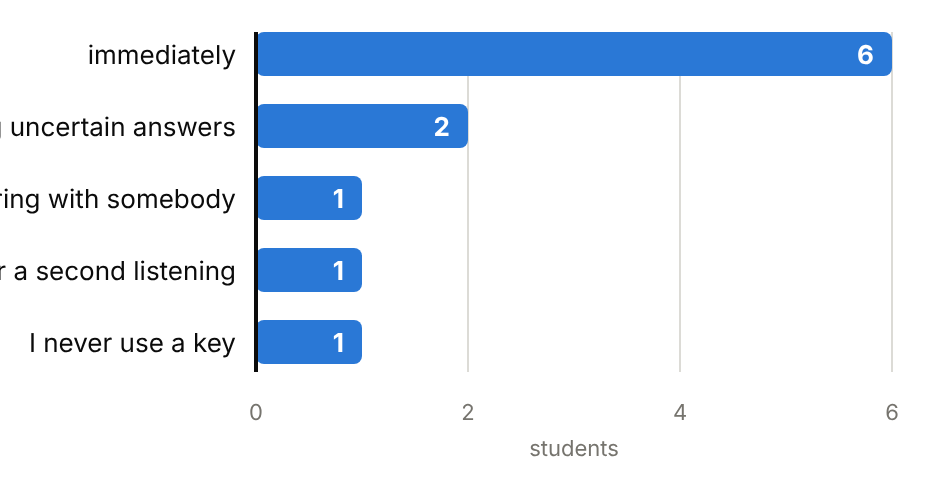 immediately 6
uncertain answers 2
with somebody 1
a second listening 1
I never use a key 1
0 2 4 6
students